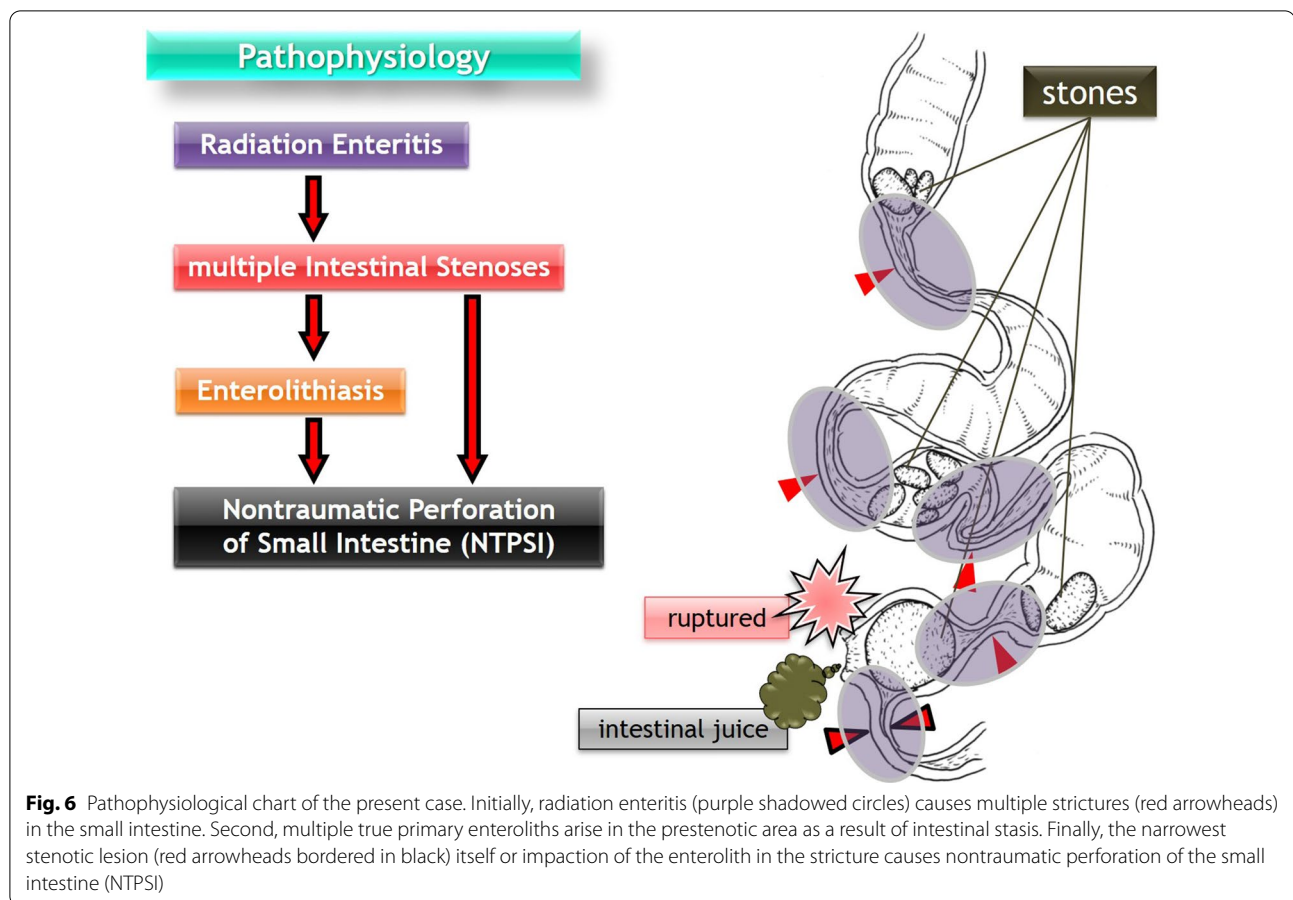 Pathophysiology
Radiation Enteritis
multiple Intestinal Stenoses
Enterolithiasis
Nontraumatic Perforation
of Small Intestine (NTPSI)
stones
ruptured
intestinal juice
Fig. 6 Pathophysiological chart of the present case. Initially, radiation enteritis (purple shadowed circles) causes multiple strictures (red arrowheads)
in the small intestine. Second, multiple true primary enteroliths arise in the prestenotic area as a result of intestinal stasis. Finally, the narrowest
stenotic lesion (red arrowheads bordered in black) itself or impaction of the enterolith in the stricture causes nontraumatic perforation of the small
intestine (NTPSI)